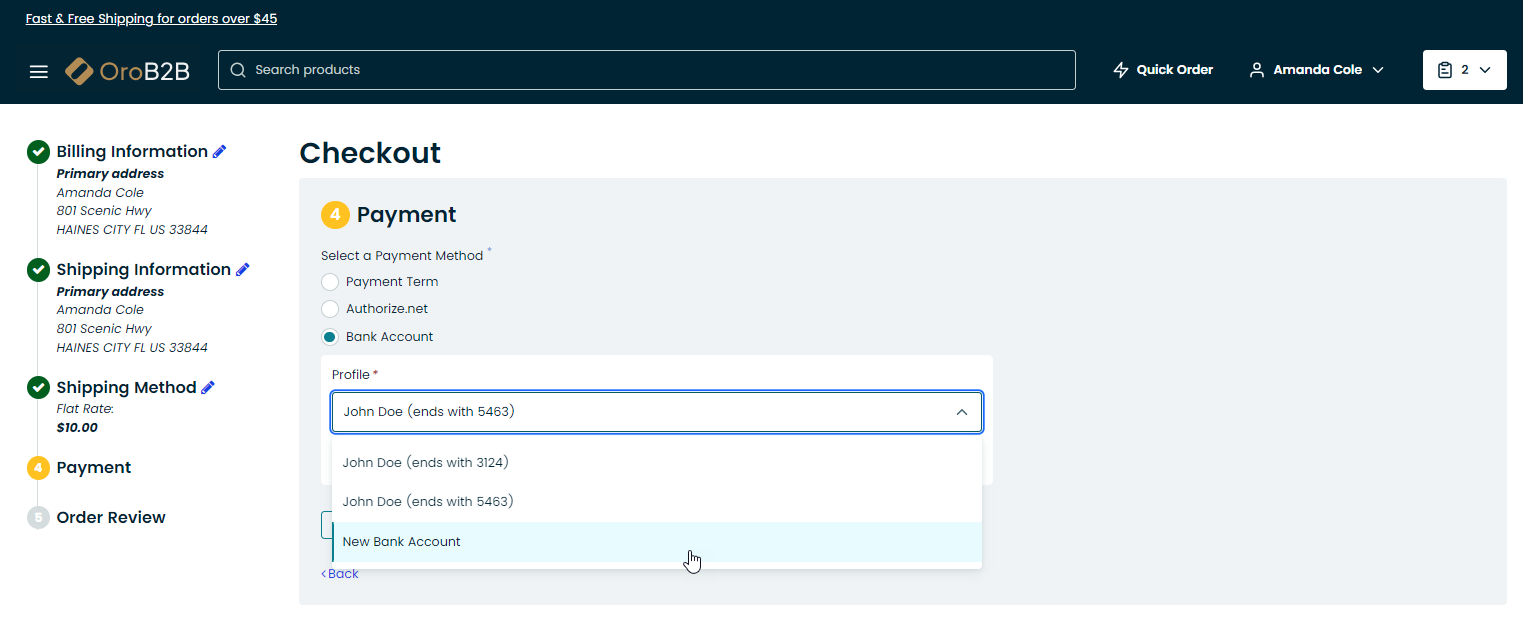 Fast & Free Shipping for orders over $45
OroB2B
Search products
Quick Order
Amanda Cole
2
Billing Information
Primary address
Amanda Cole
801 Scenic Hwy
HAINES CITY FL US 33844
Shipping Information
Primary address
Amanda Cole
801 Scenic Hwy
HAINES CITY FL US 33844
Shipping Method
Flat Rate:
$10.00
4 Payment
5 Order Review
Checkout
4 Payment
Select a Payment Method *
Payment Term
Authorize.net
Bank Account
Profile *
John Doe (ends with 5463)
John Doe (ends with 3124)
John Doe (ends with 5463)
New Bank Account
Back